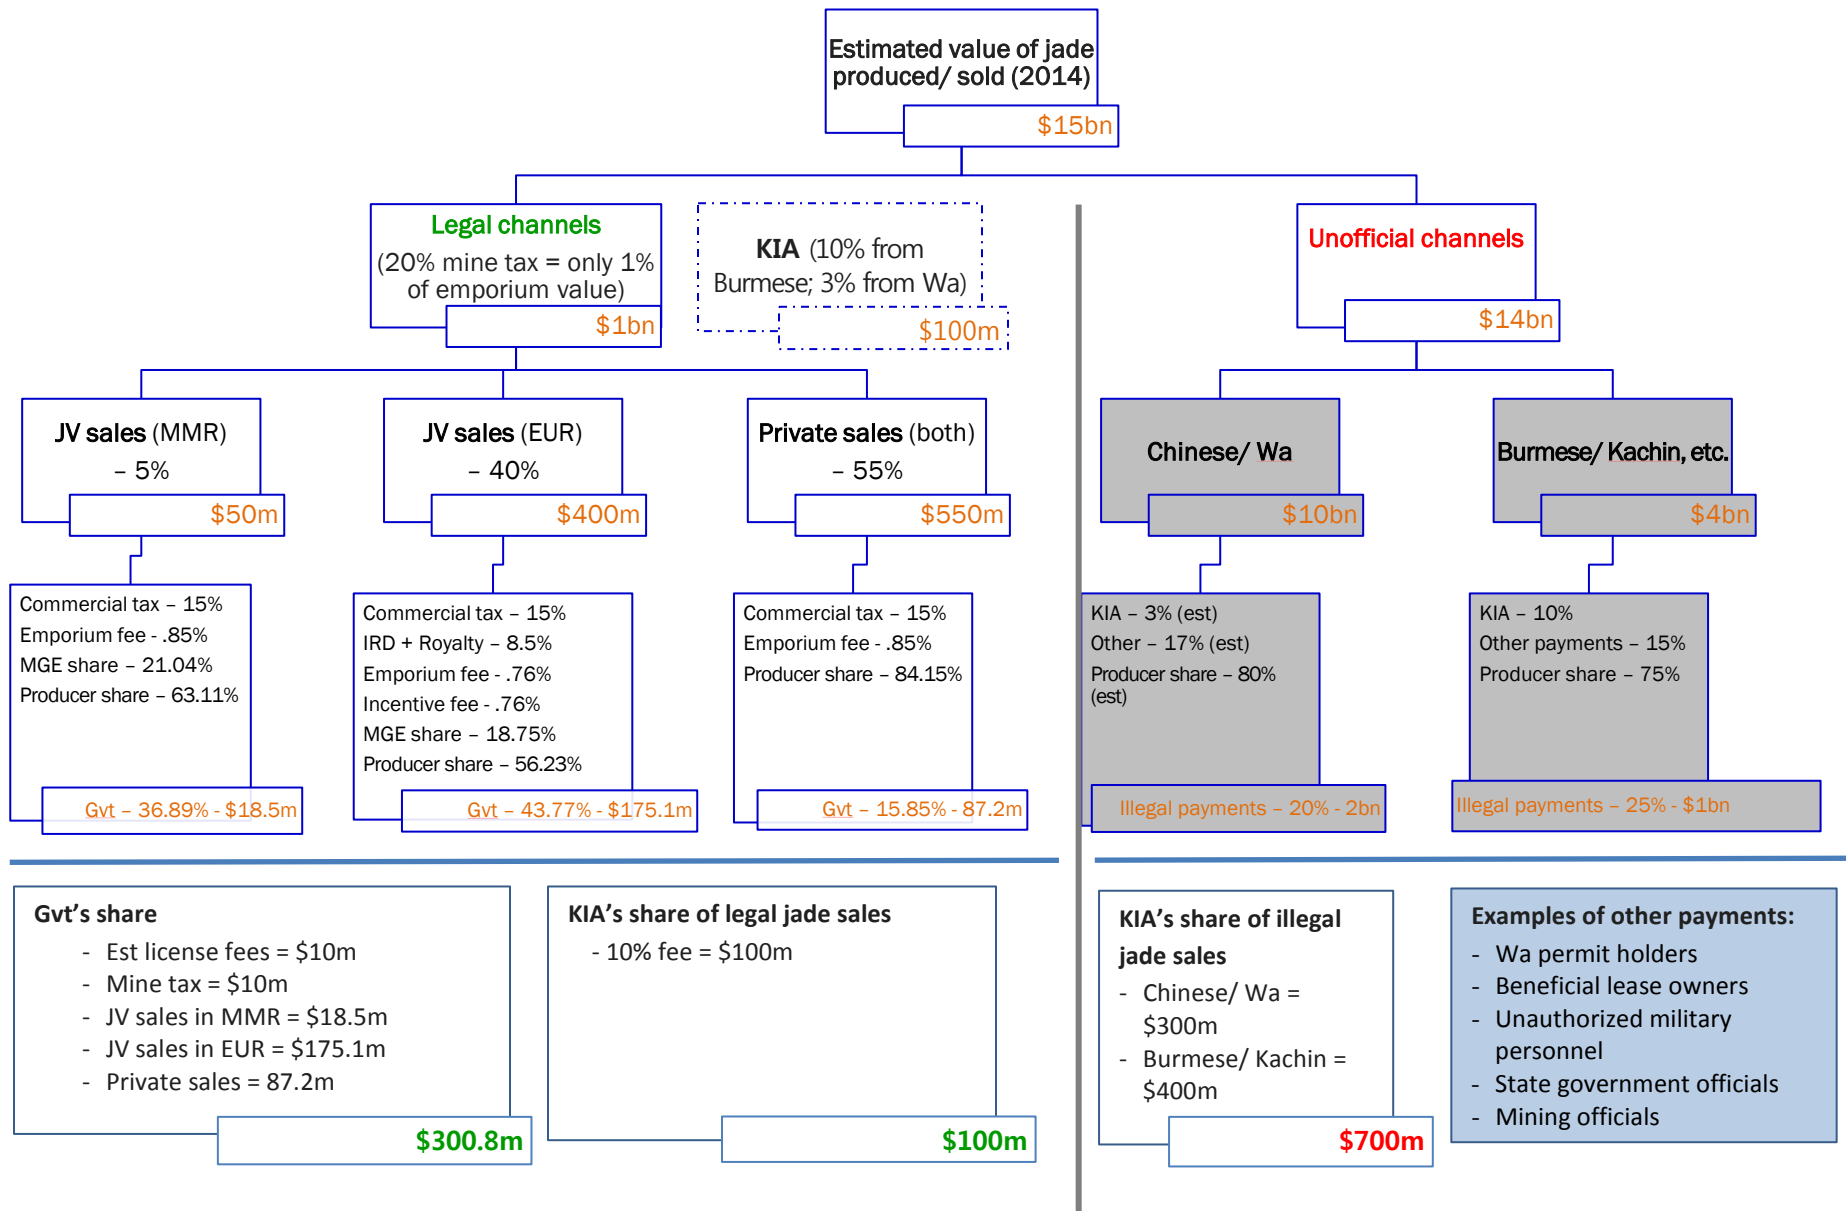 Estimated value of jade
produced/ sold (2014)
$15bn
Legal channels
(20% mine tax = only 1%
of emporium value)
$1bn
KIA (10% from
Burmese; 3% from Wa)
$100m
Unofficial channels
$14bn
JV sales (MMR)
– 5%
$50m
JV sales (EUR)
– 40%
$400m
Private sales (both)
– 55%
$550m
Chinese/ Wa
$10bn
Burmese/ Kachin, etc.
$4bn
Commercial tax – 15%
Emporium fee - .85%
MGE share – 21.04%
Producer share – 63.11%
Gvt – 36.89% - $18.5m
Commercial tax – 15%
IRD + Royalty – 8.5%
Emporium fee - .76%
Incentive fee - .76%
MGE share – 18.75%
Producer share – 56.23%
Gvt – 43.77% - $175.1m
Commercial tax – 15%
Emporium fee - .85%
Producer share – 84.15%
Gvt – 15.85% - 87.2m
KIA – 3% (est)
Other – 17% (est)
Producer share – 80%
(est)
Illegal payments – 20% - 2bn
KIA – 10%
Other payments – 15%
Producer share – 75%
Illegal payments – 25% - $1bn
Gvt's share
- Est license fees = $10m
- Mine tax = $10m
- JV sales in MMR = $18.5m
- JV sales in EUR = $175.1m
- Private sales = 87.2m
$300.8m
KIA's share of legal jade sales
- 10% fee = $100m
$100m
KIA's share of illegal
jade sales
- Chinese/ Wa =
$300m
- Burmese/ Kachin =
$400m
$700m
Examples of other payments:
- Wa permit holders
- Beneficial lease owners
- Unauthorized military
personnel
- State government officials
- Mining officials